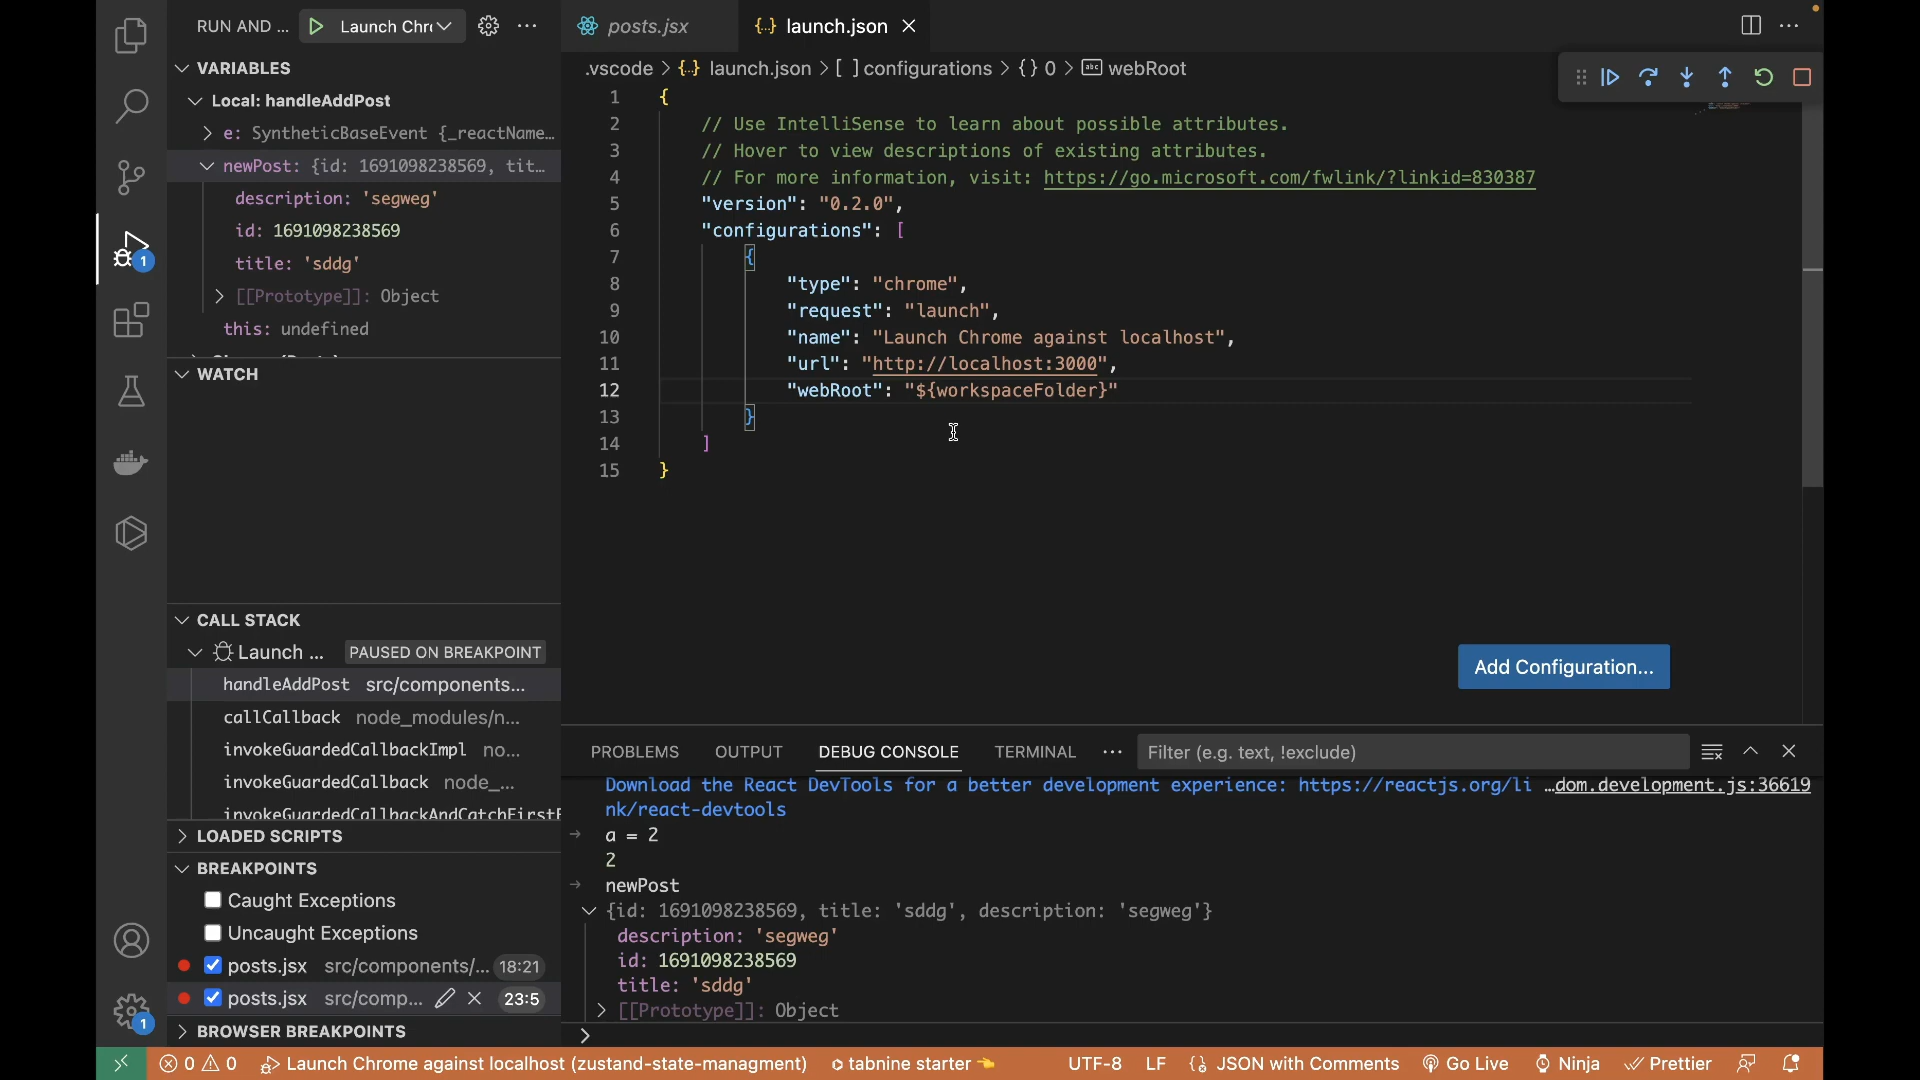 RUN AND ...
Launch Chr
posts.jsx
launch.json
VARIABLES
Local: handleAddPost
e: SyntheticBaseEvent {_reactName...
newPost: {id: 1691098238569, tit...
description: 'segweg'
id: 1691098238569
title: 'sddg'
[[Prototype]]: Object
this: undefined
WATCH
CALL STACK
Launch ... PAUSED ON BREAKPOINT
handleAddPost src/components...
callCallback node_modules/n...
invokeGuardedCallbackImpl no...
invokeGuardedCallback node_...
invokeGuardedCallbackAndCatchFirstE
LOADED SCRIPTS
BREAKPOINTS
Caught Exceptions
Uncaught Exceptions
posts.jsx src/components/... 18:21
posts.jsx src/comp... 23:5
BROWSER BREAKPOINTS
1
1
.vscode > {..} launch.json > [ ] configurations > {} 0 > abc webRoot
1 {
2 // Use IntelliSense to learn about possible attributes.
3 // Hover to view descriptions of existing attributes.
4 // For more information, visit: https://go.microsoft.com/fwlink/?linkid=830387
5 "version": "0.2.0",
6 "configurations": [
7 {
8 "type": "chrome",
9 "request": "launch",
10 "name": "Launch Chrome against localhost",
11 "url": "http://localhost:3000",
12 "webRoot": "${workspaceFolder}"
13 }
14 ]
15 }
Add Configuration...
PROBLEMS OUTPUT DEBUG CONSOLE TERMINAL ... Filter (e.g. text, !exclude)
Download the React DevTools for a better development experience: https://reactjs.org/li …dom.development.js:36619
nk/react-devtools
a = 2
2
newPost
{id: 1691098238569, title: 'sddg', description: 'segweg'}
description: 'segweg'
id: 1691098238569
title: 'sddg'
[[Prototype]]: Object
0 0 Launch Chrome against localhost (zustand-state-managment) tabnine starter UTF-8 LF {} JSON with Comments Go Live Ninja Prettier